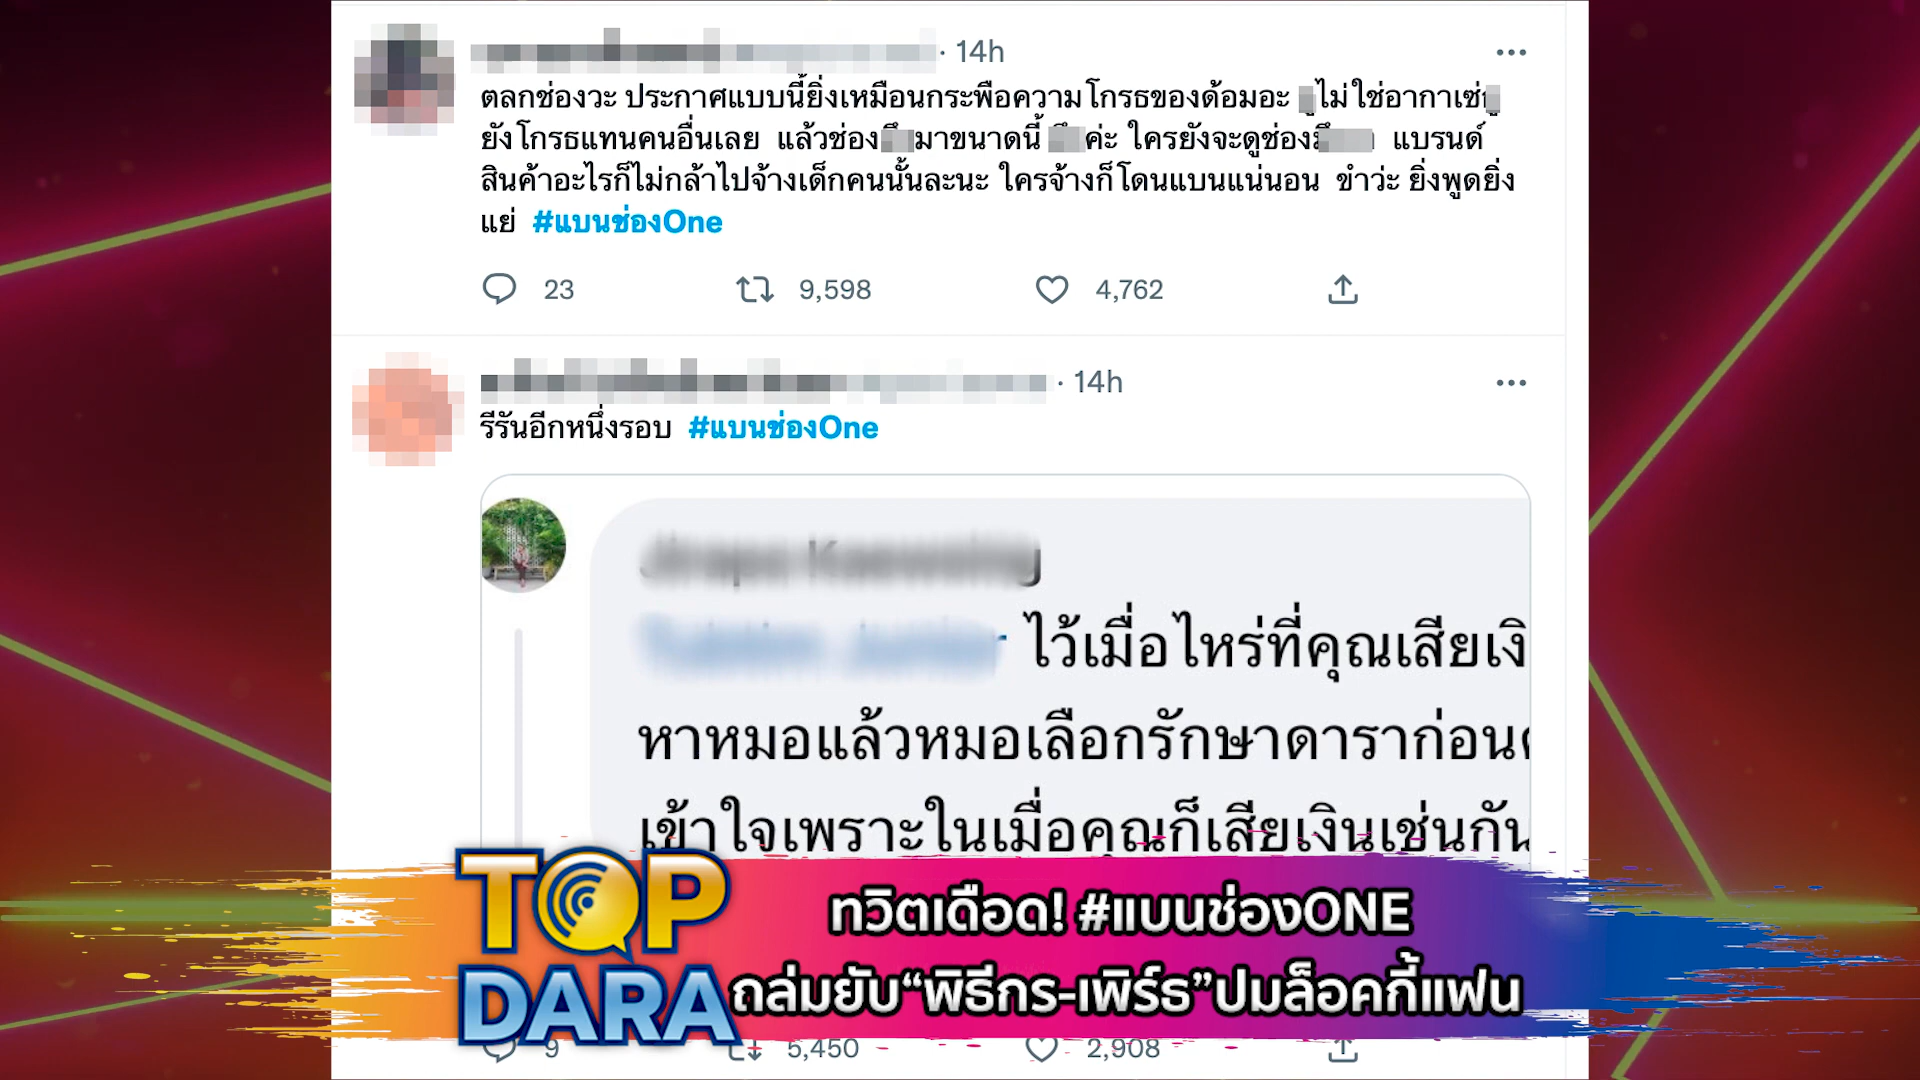 · 14h
ตลกช่องวะ ประกาศแบบนี้ยิ่งเหมือนกระพือความโกรธของด้อมอะ ไม่ใช่อากาเซ่
ยังโกรธแทนคนอื่นเลย แล้วช่อง มาขนาดนี้ ค่ะ ใครยังจะดูช่อง แบรนด์
สินค้าอะไรก็ไม่กล้าไปจ้างเด็กคนนั้นละนะ ใครจ้างก็โดนแบนแน่นอน ขำว่ะ ยิ่งพูดยิ่ง
แย่ #แบนช่องOne
23 9,598 4,762
· 14h
รีรันอีกหนึ่งรอบ #แบนช่องOne
ไว้เมื่อไหร่ที่คุณเสียเงิ
หาหมอแล้วหมอเลือกรักษาดาราก่อน
เข้าใจเพราะในเมื่อคุณก็เสียเงินเช่นกัน
TOP
DARA
ทวิตเดือด! #แบนช่องONE
ถล่มยับ“พิธีกร-เพิร์ธ”ปมล็อคกี้แฟน
9 5,450 2,908